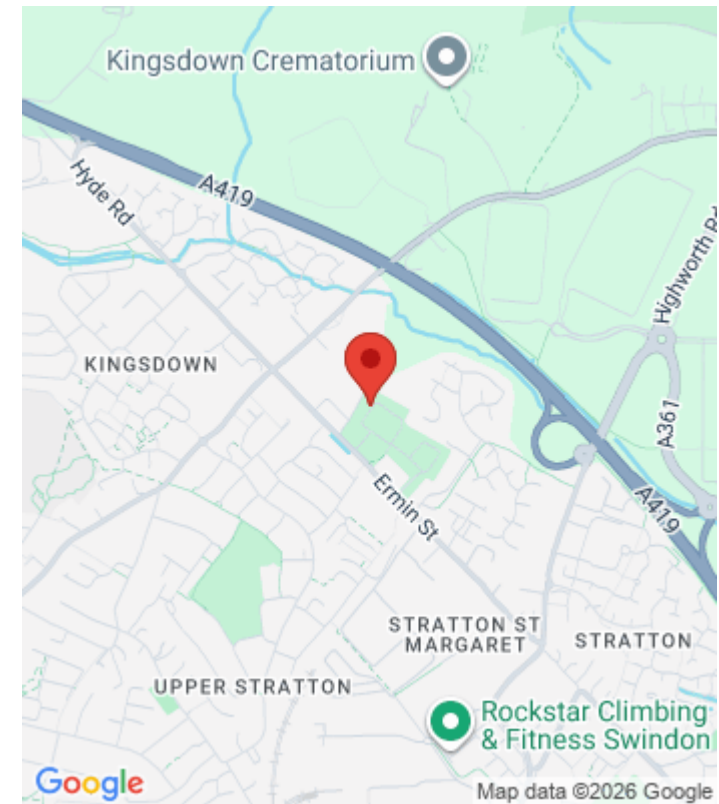 Kingsdown Crematorium
A419
Hyde Rd
Highworth Rd
KINGSDOWN
A361
Ermin St
A419
STRATTON ST
MARGARET
STRATTON
UPPER STRATTON
Rockstar Climbing
& Fitness Swindon
Google
Map data ©2026 Google